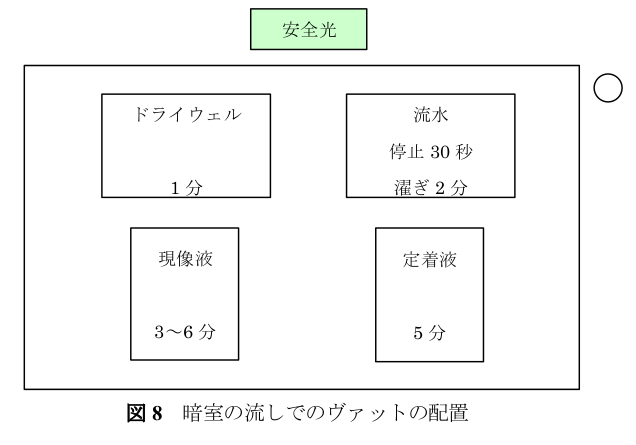 安全光
ドライウェル
1 分
流水
停止 30 秒
濯ぎ 2 分
現像液
3〜6 分
定着液
5 分
図 8　暗室の流しでのヴァットの配置